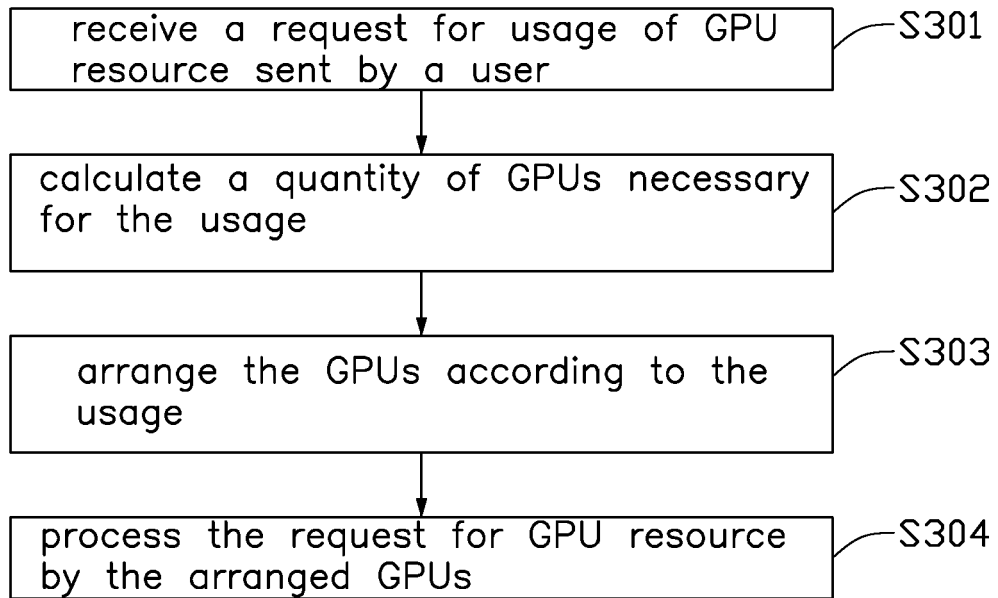 receive a request for usage of GPU
resource sent by a user
S301
calculate a quantity of GPUs necessary
for the usage
S302
arrange the GPUs according to the
usage
S303
process the request for GPU resource
by the arranged GPUs
S304